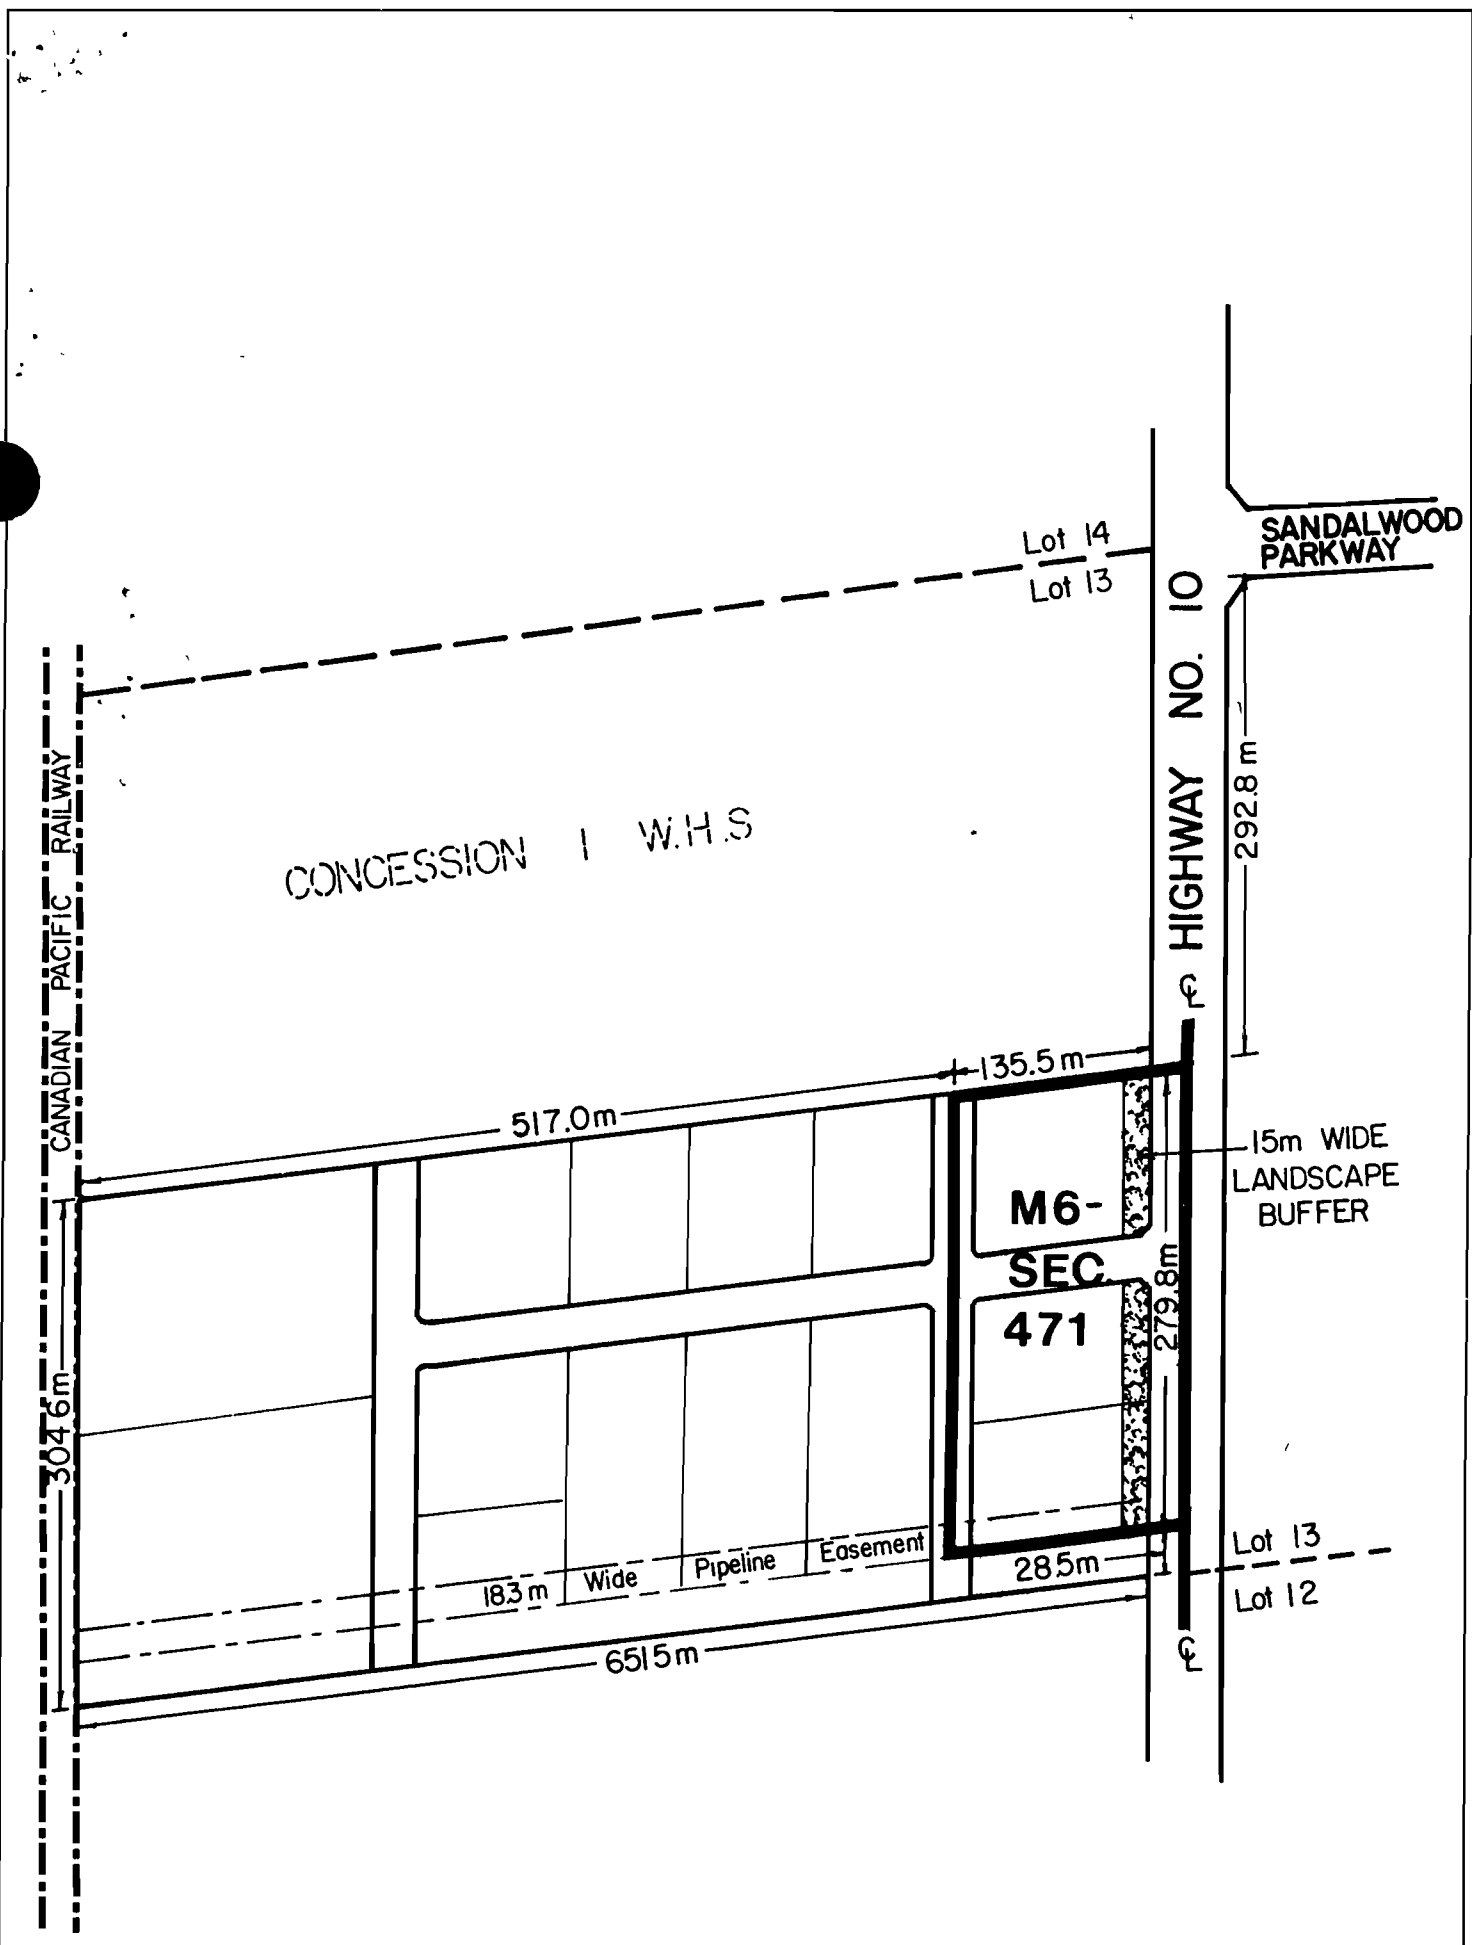 Lot 14
Lot 13
SANDALWOOD
PARKWAY
HIGHWAY NO. 10
292.8 m
CANADIAN PACIFIC RAILWAY
CONCESSION 1 W.H.S
℄
135.5 m
517.0m
15m WIDE
LANDSCAPE
BUFFER
M6-
SEC.
471
279.8m
304 6m
18.3 m Wide Pipeline Easement
28.5m
Lot 13
Lot 12
651 5m
℄